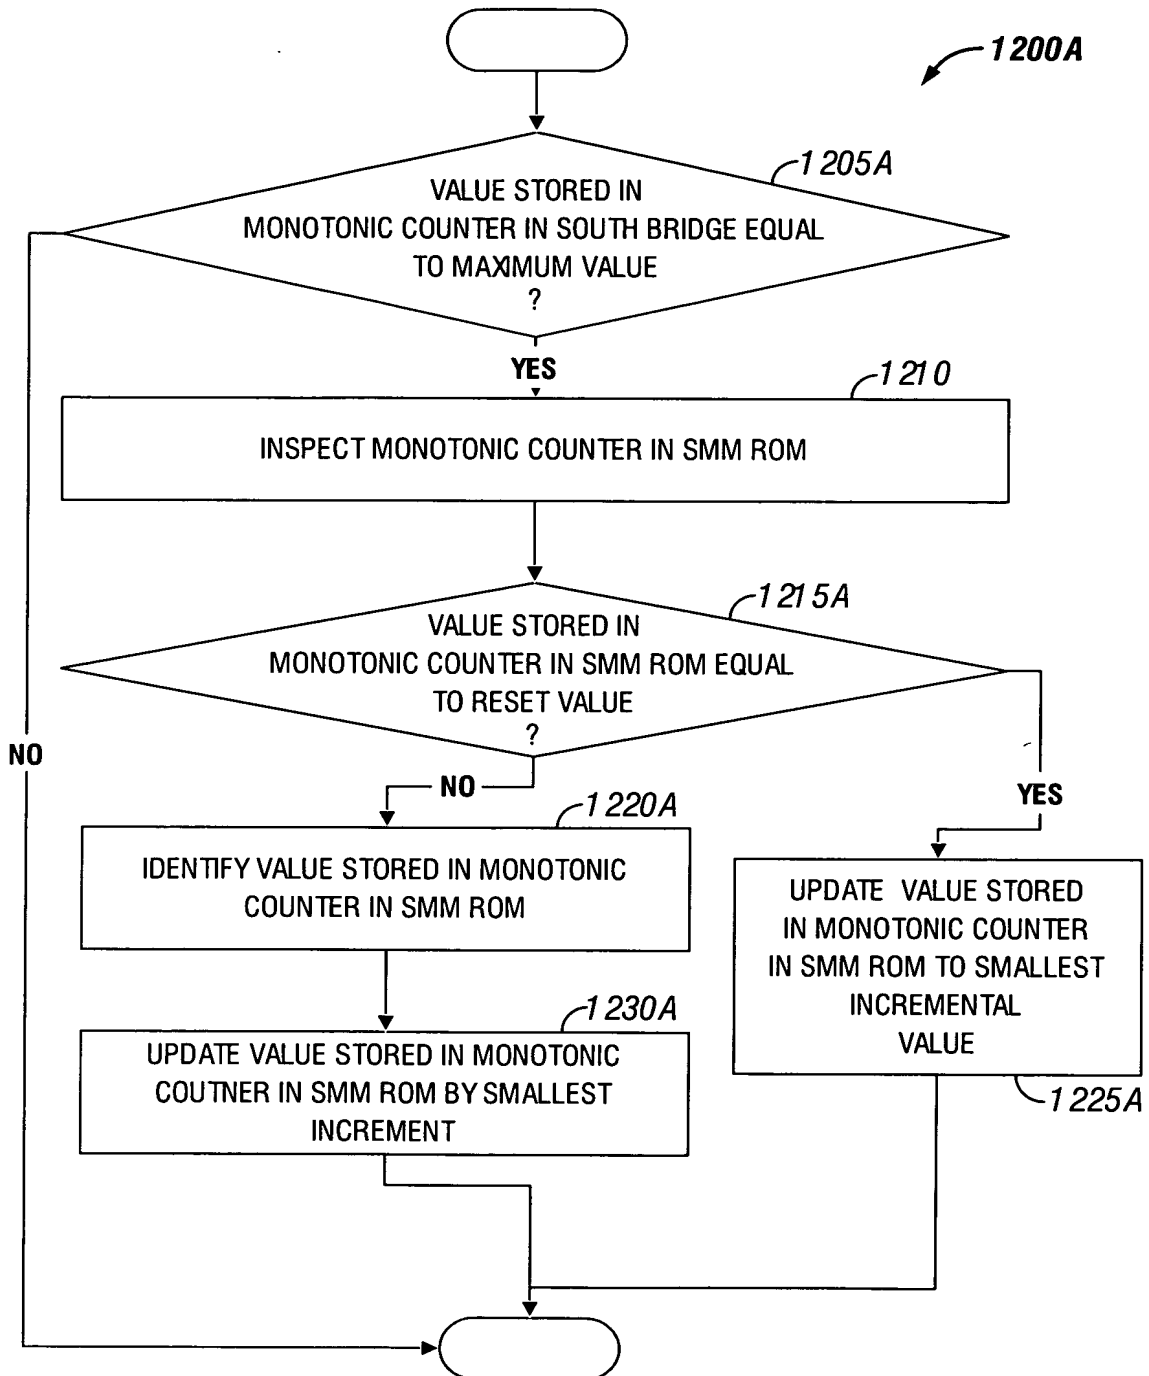 1200A
1205A
VALUE STORED IN
MONOTONIC COUNTER IN SOUTH BRIDGE EQUAL
TO MAXIMUM VALUE
?
YES
1210
INSPECT MONOTONIC COUNTER IN SMM ROM
1215A
VALUE STORED IN
MONOTONIC COUNTER IN SMM ROM EQUAL
TO RESET VALUE
?
NO
NO
YES
1220A
IDENTIFY VALUE STORED IN MONOTONIC
COUNTER IN SMM ROM
UPDATE VALUE STORED
IN MONOTONIC COUNTER
IN SMM ROM TO SMALLEST
INCREMENTAL
VALUE
1225A
1230A
UPDATE VALUE STORED IN MONOTONIC
COUTNER IN SMM ROM BY SMALLEST
INCREMENT